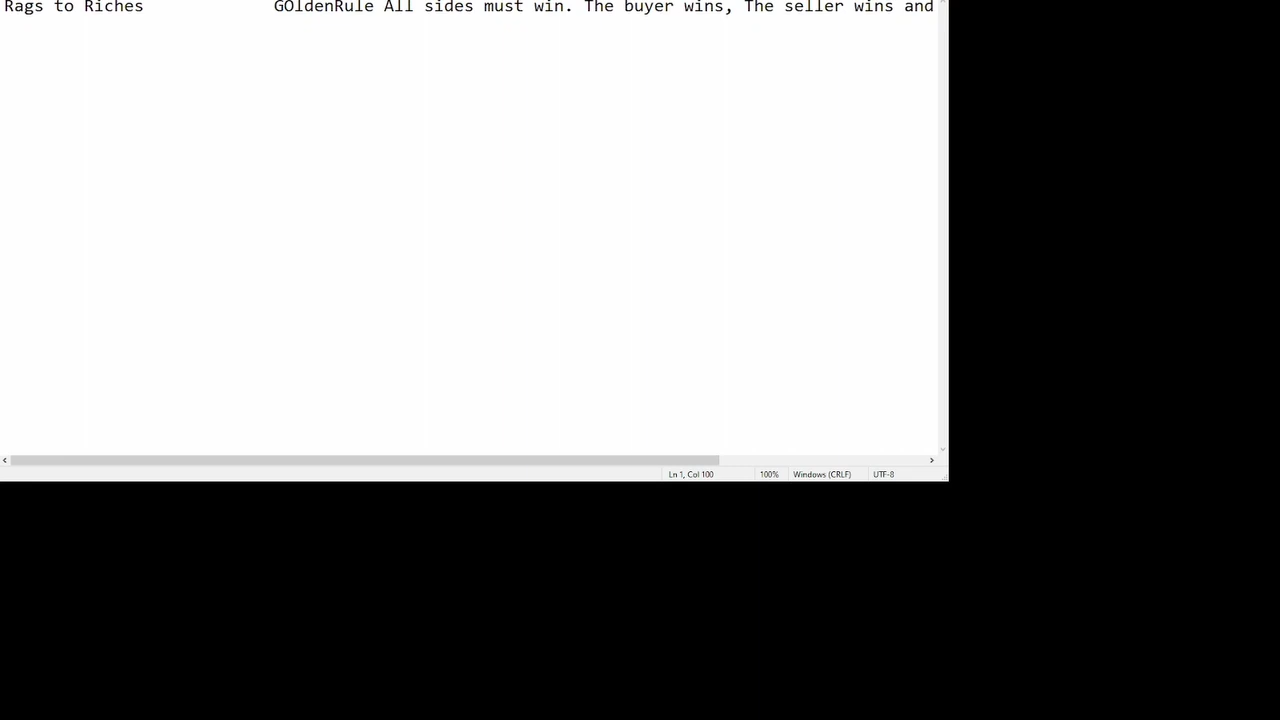 Rags to Riches GOldenRule All sides must win. The buyer wins, The seller wins and
Ln 1, Col 100 100% Windows (CRLF) UTF-8